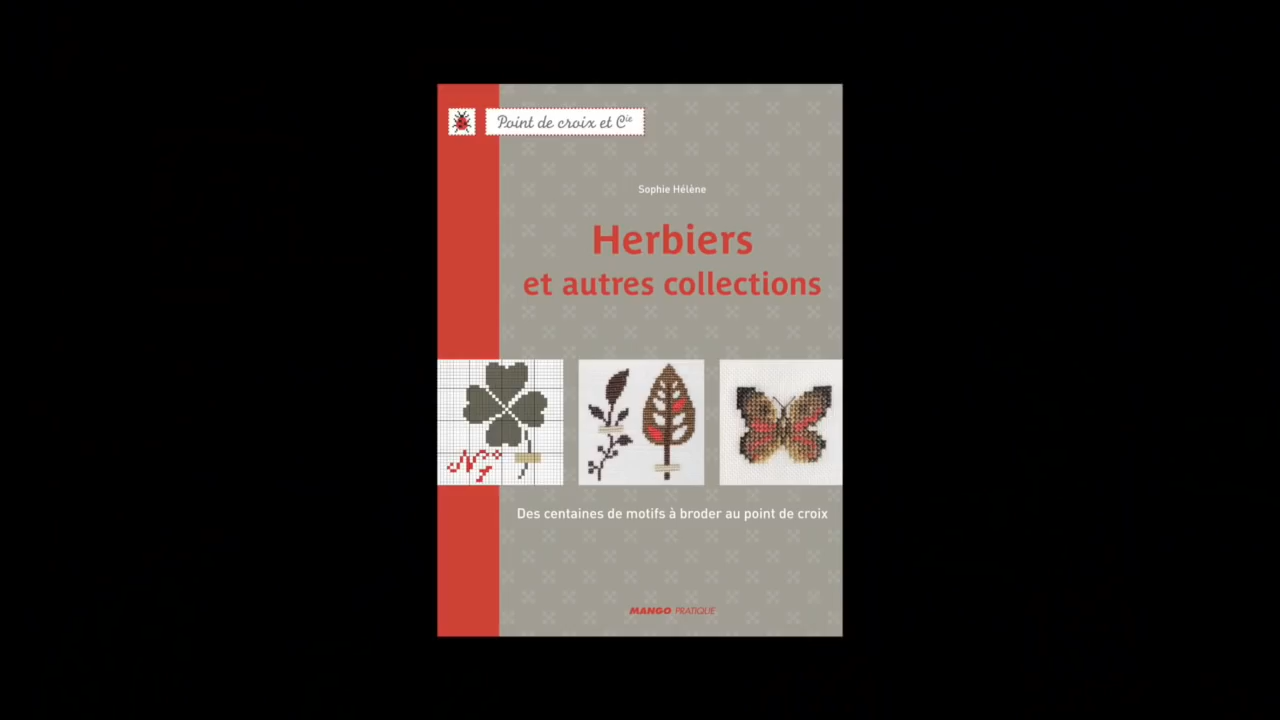 Point de croix et Cie
Sophie Hélène
Herbiers
et autres collections
N°1
Des centaines de motifs à broder au point de croix
MANGO PRATIQUE